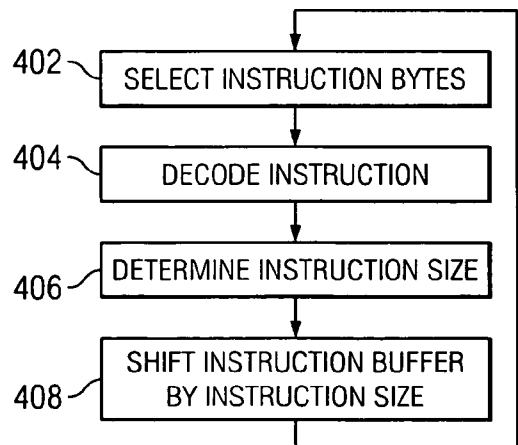 402
SELECT INSTRUCTION BYTES
404
DECODE INSTRUCTION
406
DETERMINE INSTRUCTION SIZE
408
SHIFT INSTRUCTION BUFFER
BY INSTRUCTION SIZE